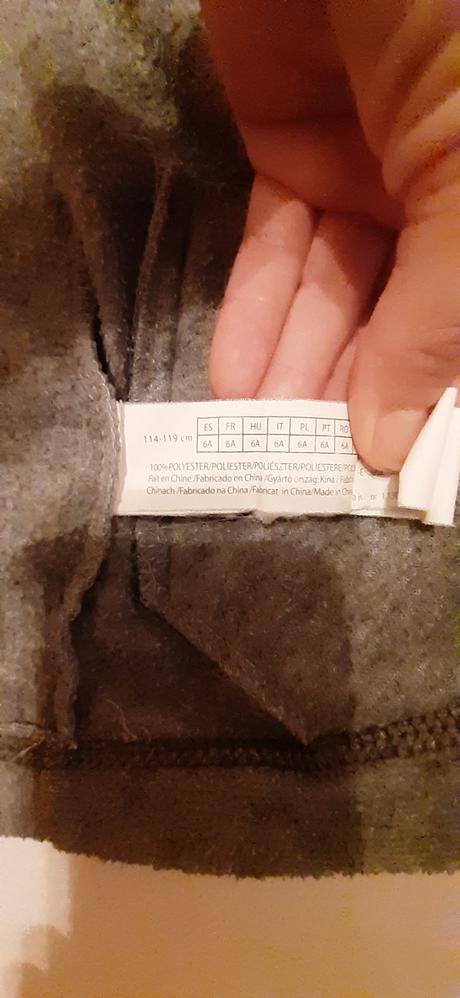 ES FR HU IT PL PT RO
114-119 cm 6A 6A 6A 6A 6A 6A 6A
100%POLYESTER/POLIESTER/POLIÉSZTER/POLIESTERE/
Fait en Chine /Fabricado en China /Gyártó ország: Kína /
Chinach /Fabricado na China /Fabricat in China/Made in